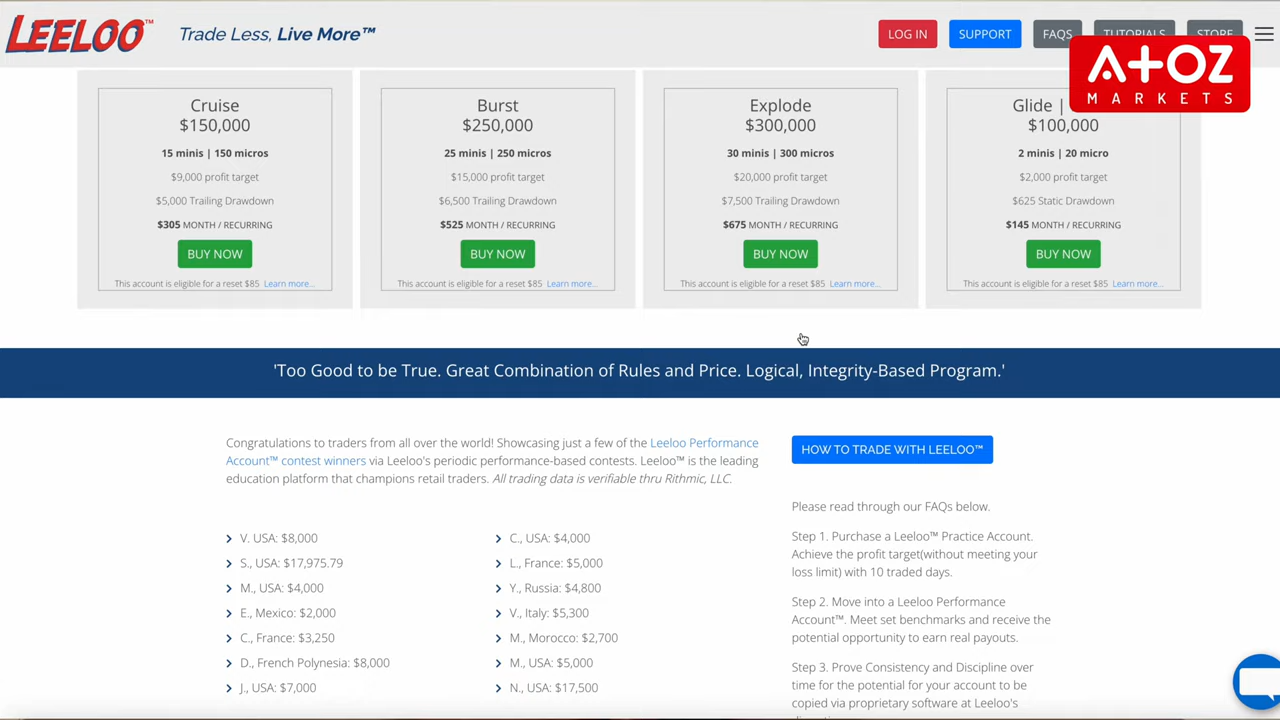 LEELOO™
Trade Less, Live More™
LOG IN
SUPPORT
FAQS
TUTORIALS
STORE
A+OZ
MARKETS
Cruise
$150,000
15 minis | 150 micros
$9,000 profit target
$5,000 Trailing Drawdown
$305 MONTH / RECURRING
BUY NOW
This account is eligible for a reset $85 Learn more...
Burst
$250,000
25 minis | 250 micros
$15,000 profit target
$6,500 Trailing Drawdown
$525 MONTH / RECURRING
BUY NOW
This account is eligible for a reset $85 Learn more...
Explode
$300,000
30 minis | 300 micros
$20,000 profit target
$7,500 Trailing Drawdown
$675 MONTH / RECURRING
BUY NOW
This account is eligible for a reset $85 Learn more...
Glide |
$100,000
2 minis | 20 micro
$2,000 profit target
$625 Static Drawdown
$145 MONTH / RECURRING
BUY NOW
This account is eligible for a reset $85 Learn more...
'Too Good to be True. Great Combination of Rules and Price. Logical, Integrity-Based Program.'
Congratulations to traders from all over the world! Showcasing just a few of the Leeloo Performance
Account™ contest winners via Leeloo's periodic performance-based contests. Leeloo™ is the leading
education platform that champions retail traders. All trading data is verifiable thru Rithmic, LLC.
V. USA: $8,000
S., USA: $17,975.79
M., USA: $4,000
E., Mexico: $2,000
C., France: $3,250
D., French Polynesia: $8,000
J., USA: $7,000
C., USA: $4,000
L., France: $5,000
Y., Russia: $4,800
V., Italy: $5,300
M., Morocco: $2,700
M., USA: $5,000
N., USA: $17,500
HOW TO TRADE WITH LEELOO™
Please read through our FAQs below.
Step 1. Purchase a Leeloo™ Practice Account.
Achieve the profit target(without meeting your
loss limit) with 10 traded days.
Step 2. Move into a Leeloo Performance
Account™. Meet set benchmarks and receive the
potential opportunity to earn real payouts.
Step 3. Prove Consistency and Discipline over
time for the potential for your account to be
copied via proprietary software at Leeloo's